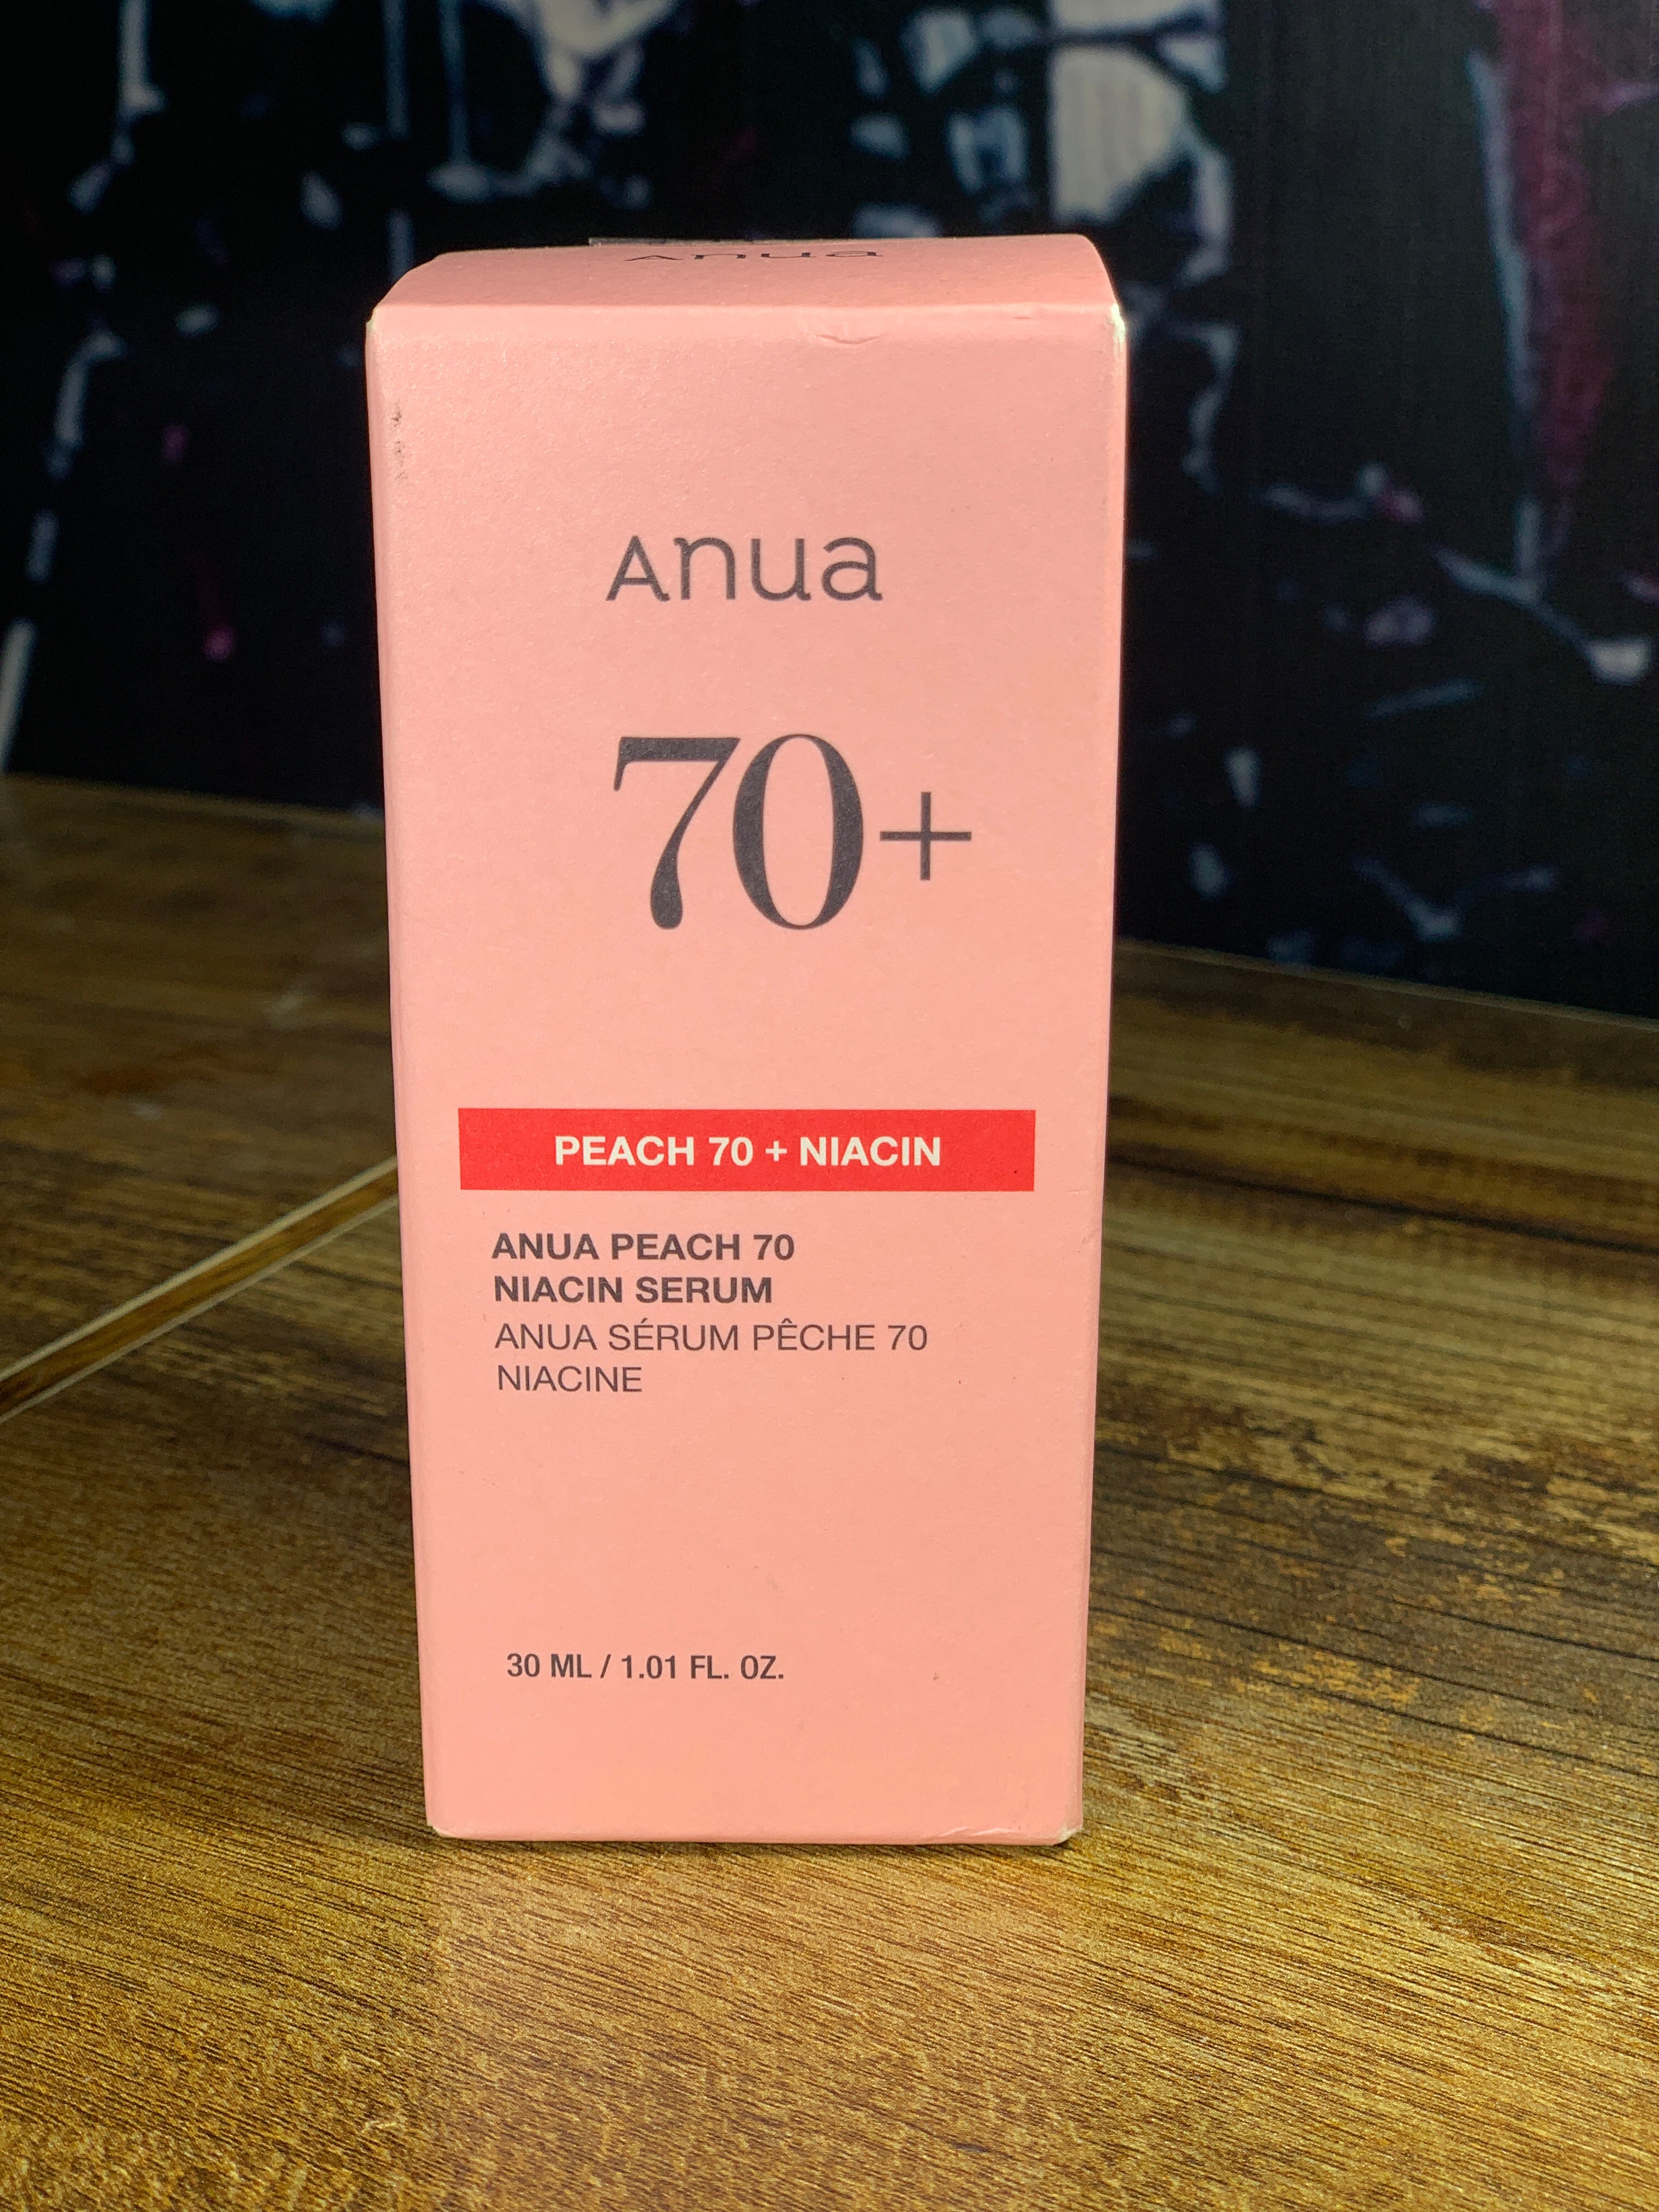 Anua
Anua
70+
PEACH 70 + NIACIN
ANUA PEACH 70
NIACIN SERUM
ANUA SÉRUM PÊCHE 70
NIACINE
30 ML / 1.01 FL. OZ.